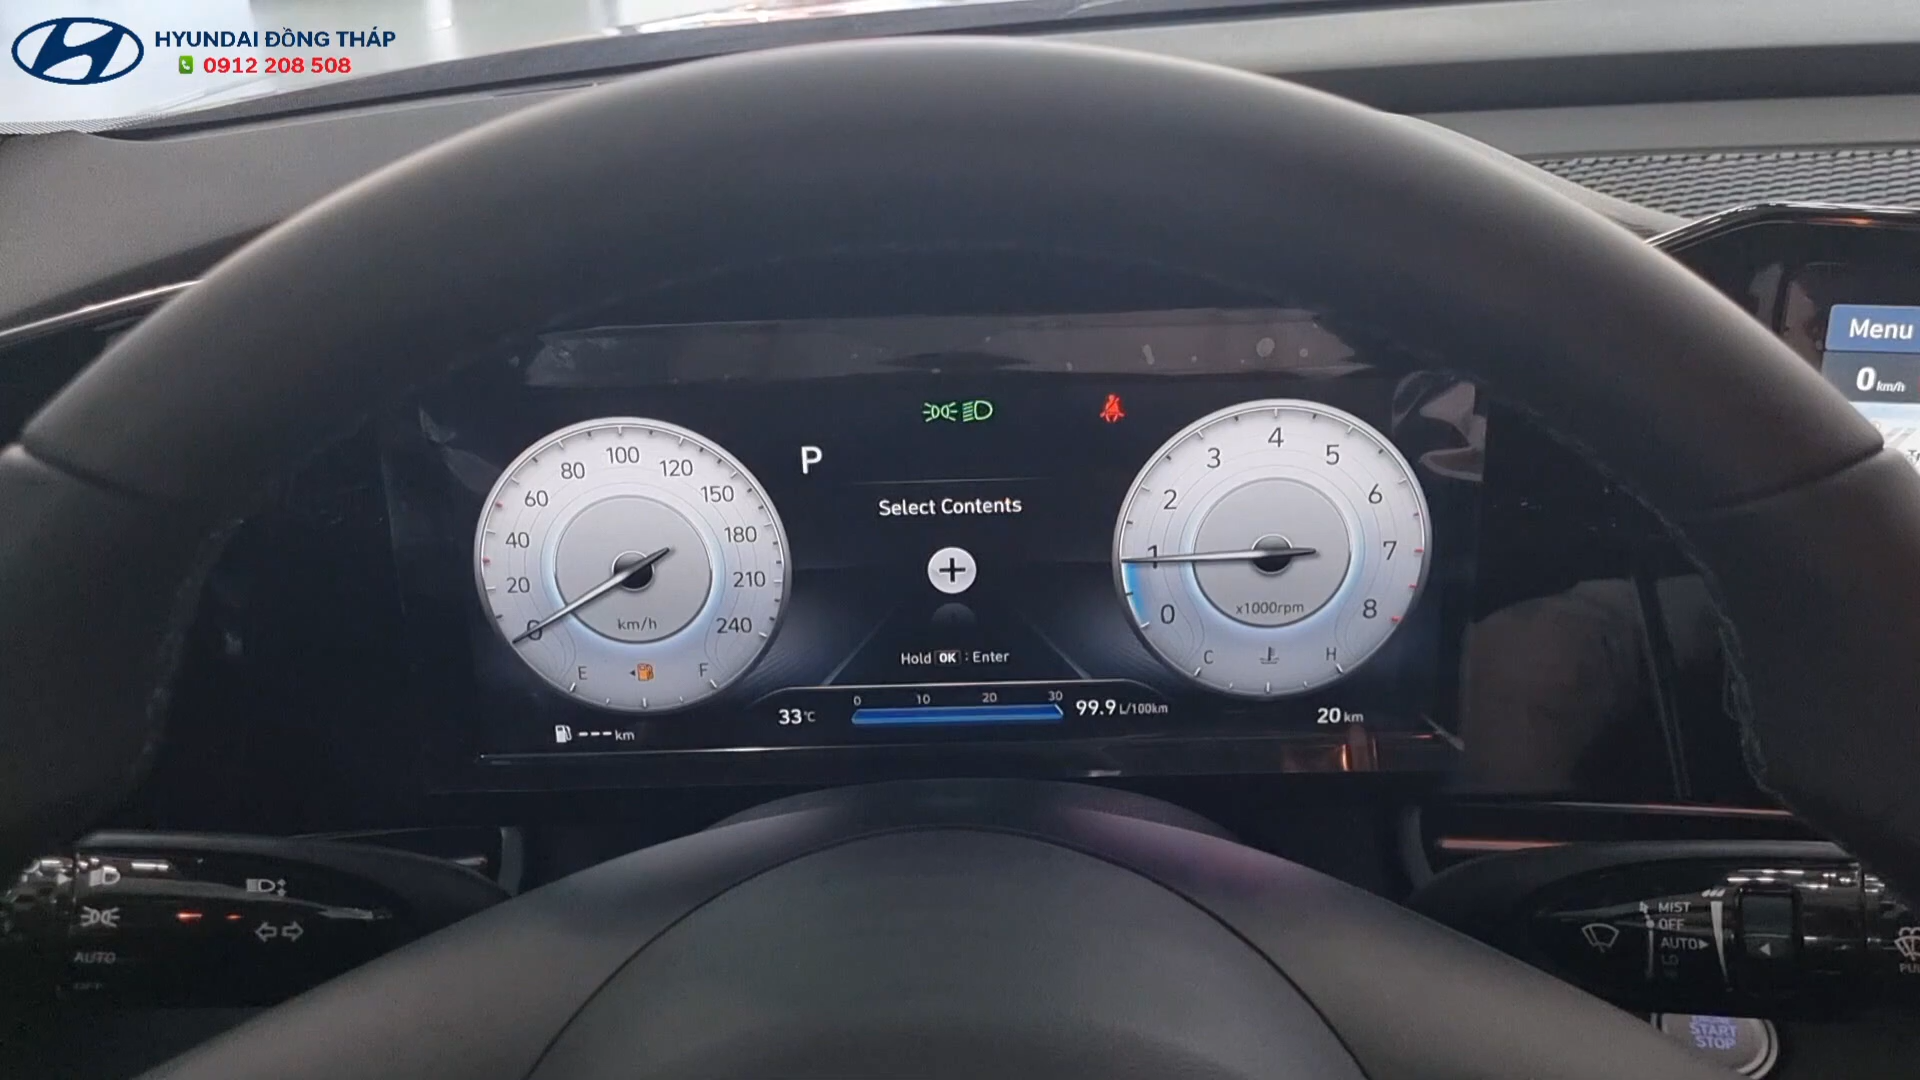 HYUNDAI ĐỒNG THÁP
0912 208 508
Menu
0 km/h
P
Select Contents
Hold OK : Enter
0 20 40 60 80 100 120 150 180 210 240
km/h
E F
0 1 2 3 4 5 6 7 8
x1000rpm
C H
33°C
0 10 20 30
99.9 L/100km
--- km
20 km
AUTO
OFF
MIST
OFF
AUTO
START
STOP